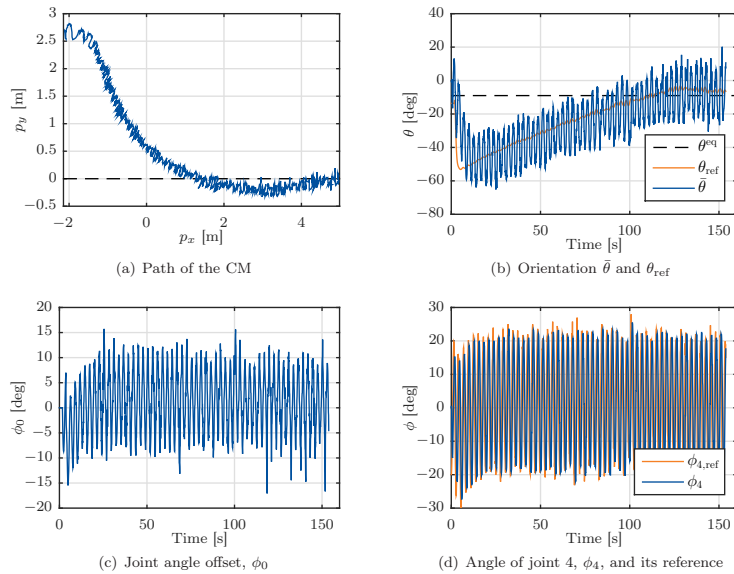 3
2.5
2
1.5
1
0.5
0
−0.5
−2
0
2
4
p_y [m]
p_x [m]
(a) Path of the CM
40
20
0
−20
−40
−60
−80
0
50
100
150
θ [deg]
Time [s]
θ^eq
θ_ref
θ̄
(b) Orientation θ̄ and θ_ref
20
15
10
5
0
−5
−10
−15
−20
0
50
100
150
ϕ_0 [deg]
Time [s]
(c) Joint angle offset, ϕ_0
30
20
10
0
−10
−20
−30
0
50
100
150
ϕ [deg]
Time [s]
ϕ_4,ref
ϕ_4
(d) Angle of joint 4, ϕ_4, and its reference